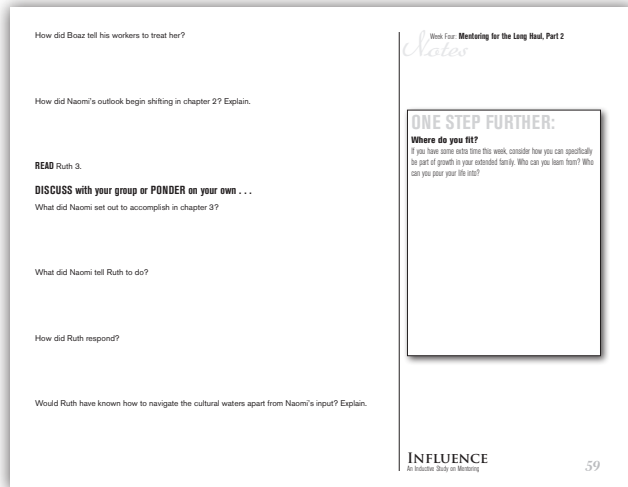 How did Boaz tell his workers to treat her?
How did Naomi's outlook begin shifting in chapter 2? Explain.
READ Ruth 3.
DISCUSS with your group or PONDER on your own . . .
What did Naomi set out to accomplish in chapter 3?
What did Naomi tell Ruth to do?
How did Ruth respond?
Would Ruth have known how to navigate the cultural waters apart from Naomi's input? Explain.
Week Four: Mentoring for the Long Haul, Part 2
Notes
ONE STEP FURTHER:
Where do you fit?
If you have some extra time this week, consider how you can specifically
be part of growth in your extended family. Who can you learn from? Who
can you pour your life into?
INFLUENCE
An Inductive Study on Mentoring
59